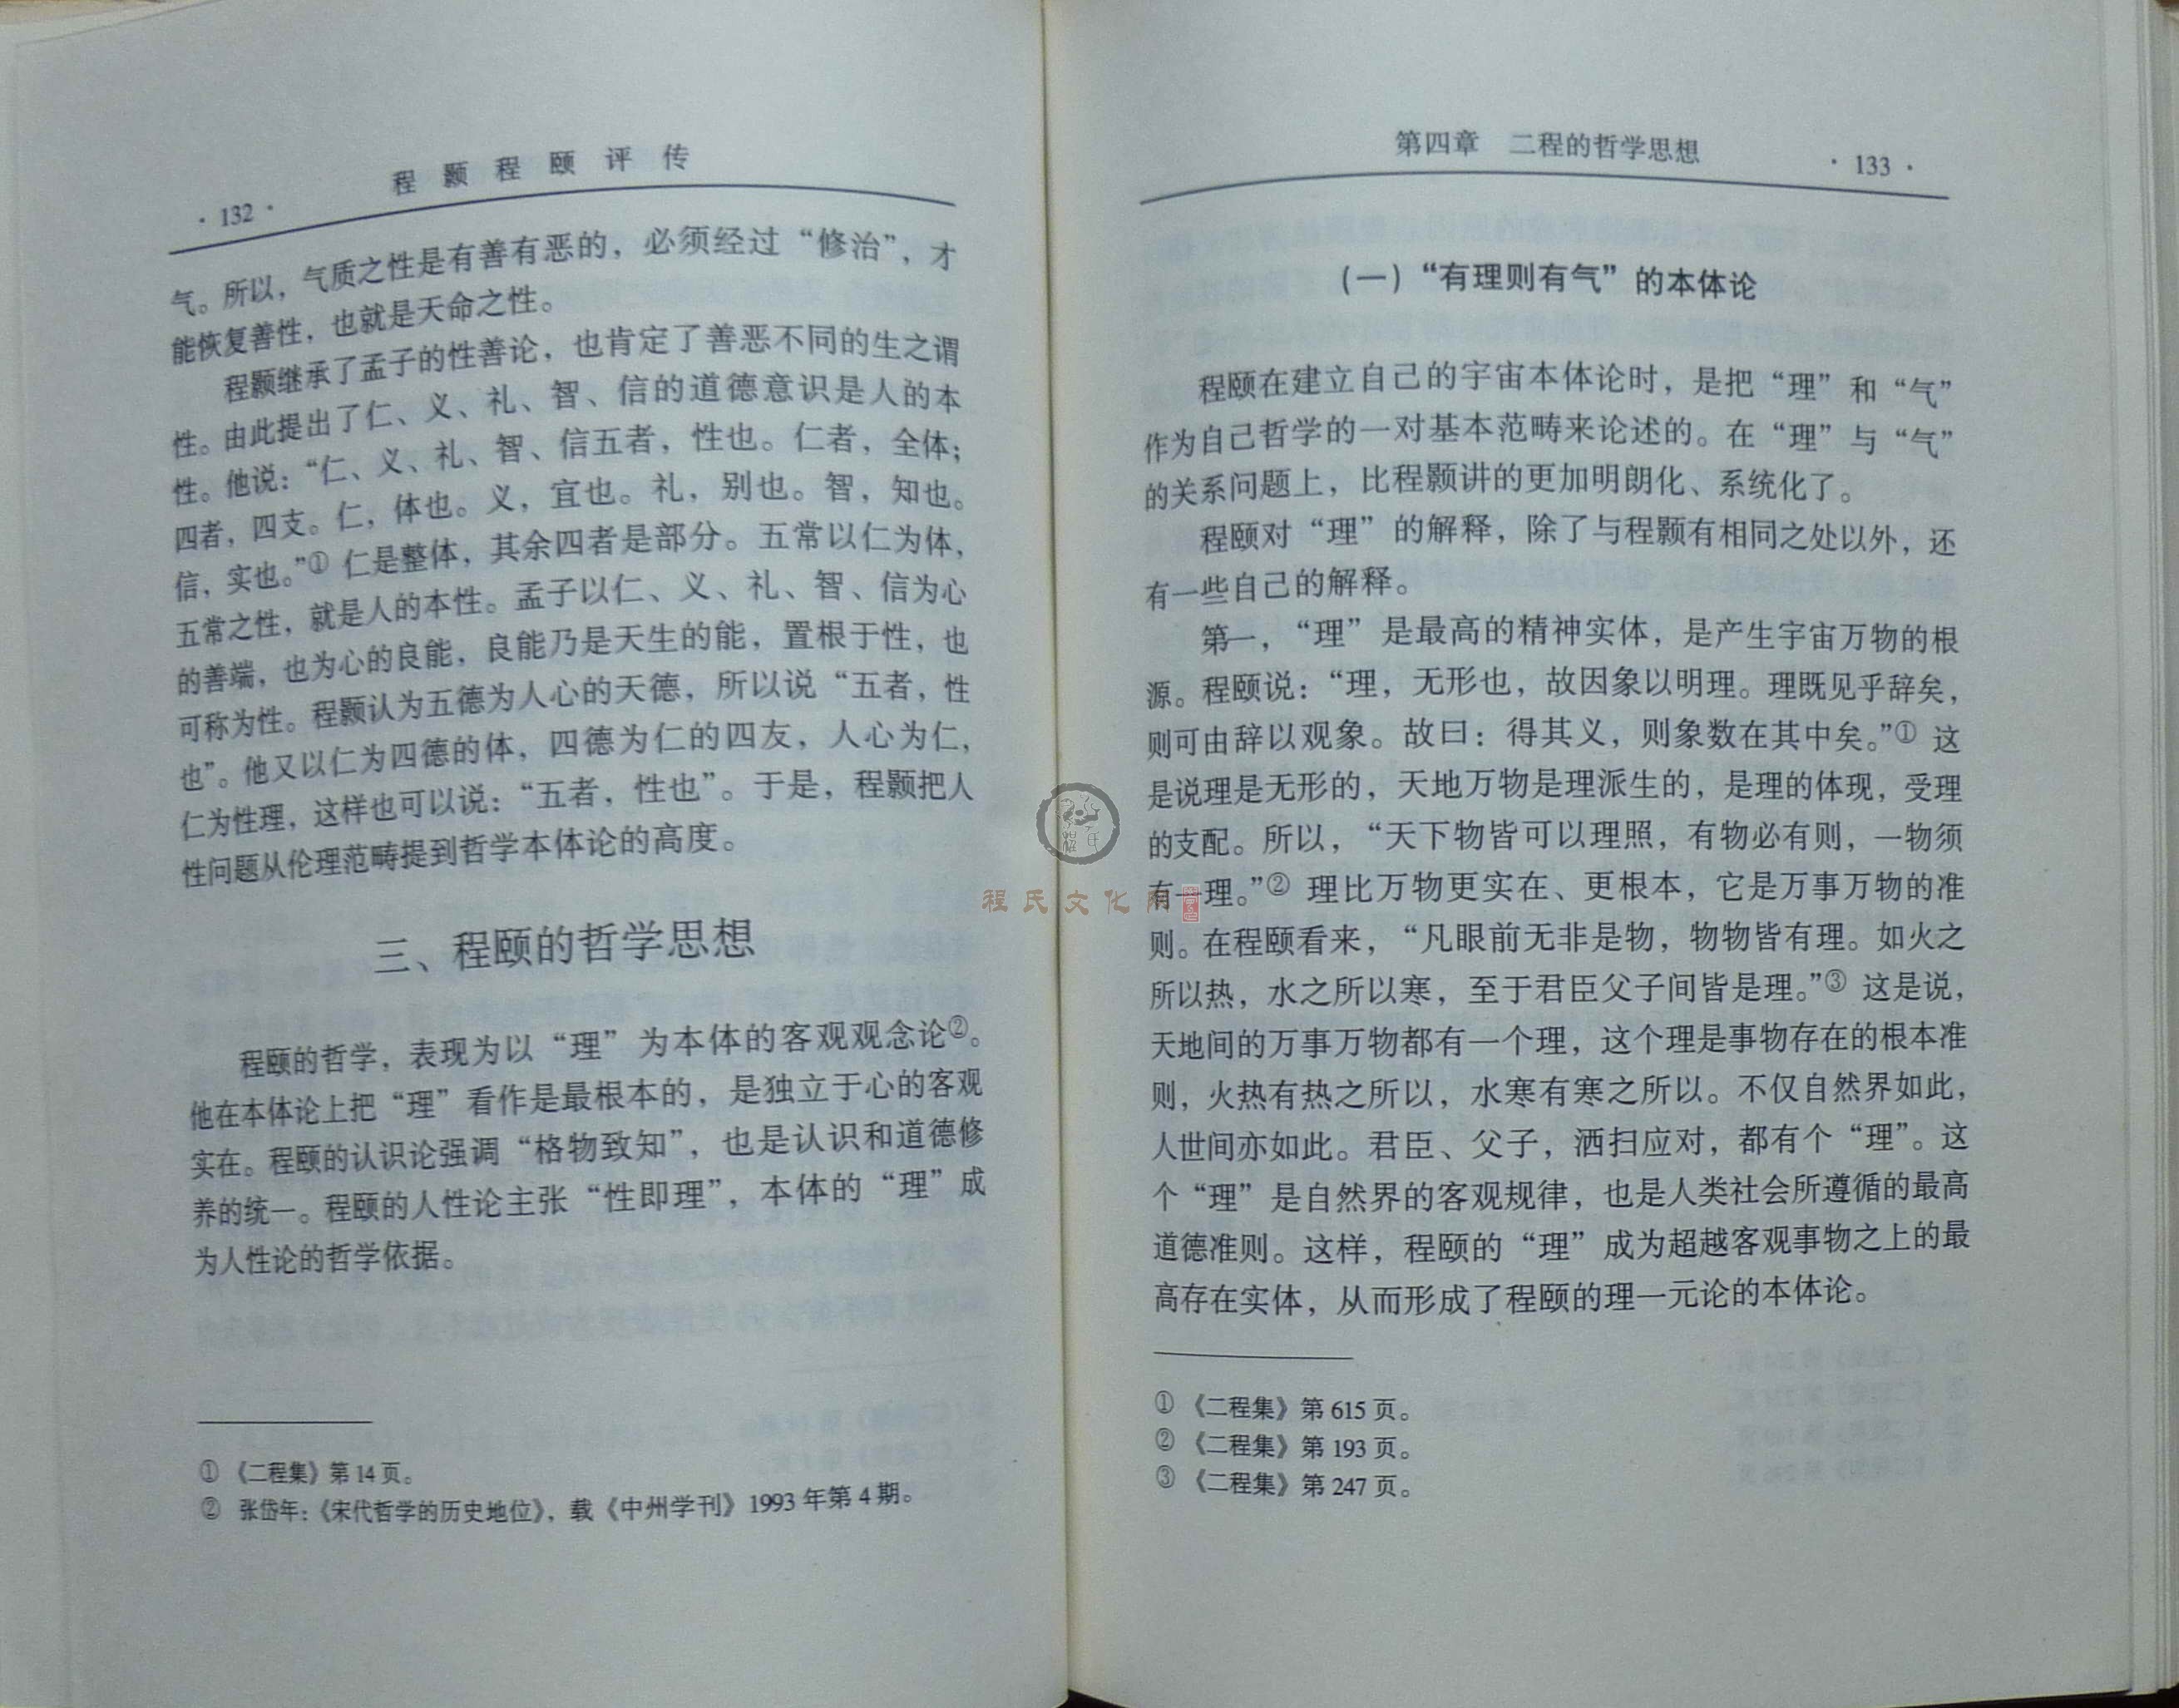 程颢程颐评传
·132·
气。所以，气质之性是有善有恶的，必须经过“修治”，才
能恢复善性，也就是天命之性。
程颢继承了孟子的性善论，也肯定了善恶不同的生之谓
性。由此提出了仁、义、礼、智、信的道德意识是人的本
性。他说：“仁、义、礼、智、信五者，性也。仁者，全体；
四者，四支。仁，体也。义，宜也。礼，别也。智，知也。
信，实也。”① 仁是整体，其余四者是部分。五常以仁为体，
五常之性，就是人的本性。孟子以仁、义、礼、智、信为心
的善端，也为心的良能，良能乃是天生的能，置根于性，也
可称为性。程颢认为五德为人心的天德，所以说“五者，性
也”。他又以仁为四德的体，四德为仁的四友，人心为仁，
仁为性理，这样也可以说：“五者，性也”。于是，程颢把人
性问题从伦理范畴提到哲学本体论的高度。
三、程颐的哲学思想
程颐的哲学，表现为以“理”为本体的客观观念论②。
他在本体论上把“理”看作是最根本的，是独立于心的客观
实在。程颐的认识论强调“格物致知”，也是认识和道德修
养的统一。程颐的人性论主张“性即理”，本体的“理”成
为人性论的哲学依据。
① 《二程集》第14页。
② 张岱年：《宋代哲学的历史地位》，载《中州学刊》1993年第4期。
第四章 二程的哲学思想
·133·
（一）“有理则有气”的本体论
程颐在建立自己的宇宙本体论时，是把“理”和“气”
作为自己哲学的一对基本范畴来论述的。在“理”与“气”
的关系问题上，比程颢讲的更加明朗化、系统化了。
程颐对“理”的解释，除了与程颢有相同之处以外，还
有一些自己的解释。
第一，“理”是最高的精神实体，是产生宇宙万物的根
源。程颐说：“理，无形也，故因象以明理。理既见乎辞矣，
则可由辞以观象。故曰：得其义，则象数在其中矣。”① 这
是说理是无形的，天地万物是理派生的，是理的体现，受理
的支配。所以，“天下物皆可以理照，有物必有则，一物须
有一理。”② 理比万物更实在、更根本，它是万事万物的准
则。在程颐看来，“凡眼前无非是物，物物皆有理。如火之
所以热，水之所以寒，至于君臣父子间皆是理。”③ 这是说，
天地间的万事万物都有一个理，这个理是事物存在的根本准
则，火热有热之所以，水寒有寒之所以。不仅自然界如此，
人世间亦如此。君臣、父子，洒扫应对，都有个“理”。这
个“理”是自然界的客观规律，也是人类社会所遵循的最高
道德准则。这样，程颐的“理”成为超越客观事物之上的最
高存在实体，从而形成了程颐的理一元论的本体论。
① 《二程集》第615页。
② 《二程集》第193页。
③ 《二程集》第247页。
程氏文化网